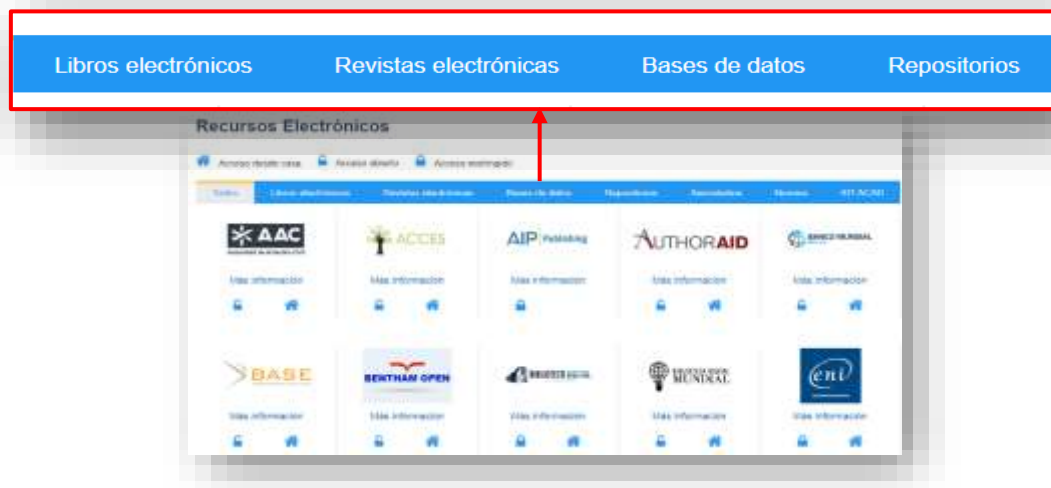 Libros electrónicos Revistas electrónicas Bases de datos Repositorios
Recursos Electrónicos
Acceso desde casa Acceso abierto Acceso restringido
Todos Libros electrónicos Revistas electrónicas Bases de datos Repositorios
AAC ACCES AIP Publishing AUTHORAID BANCO MUNDIAL
Más información Más información Más información Más información Más información
BASE BENTHAM OPEN BIBLIOTECA MUNDIAL eni
Más información Más información Más información Más información Más información